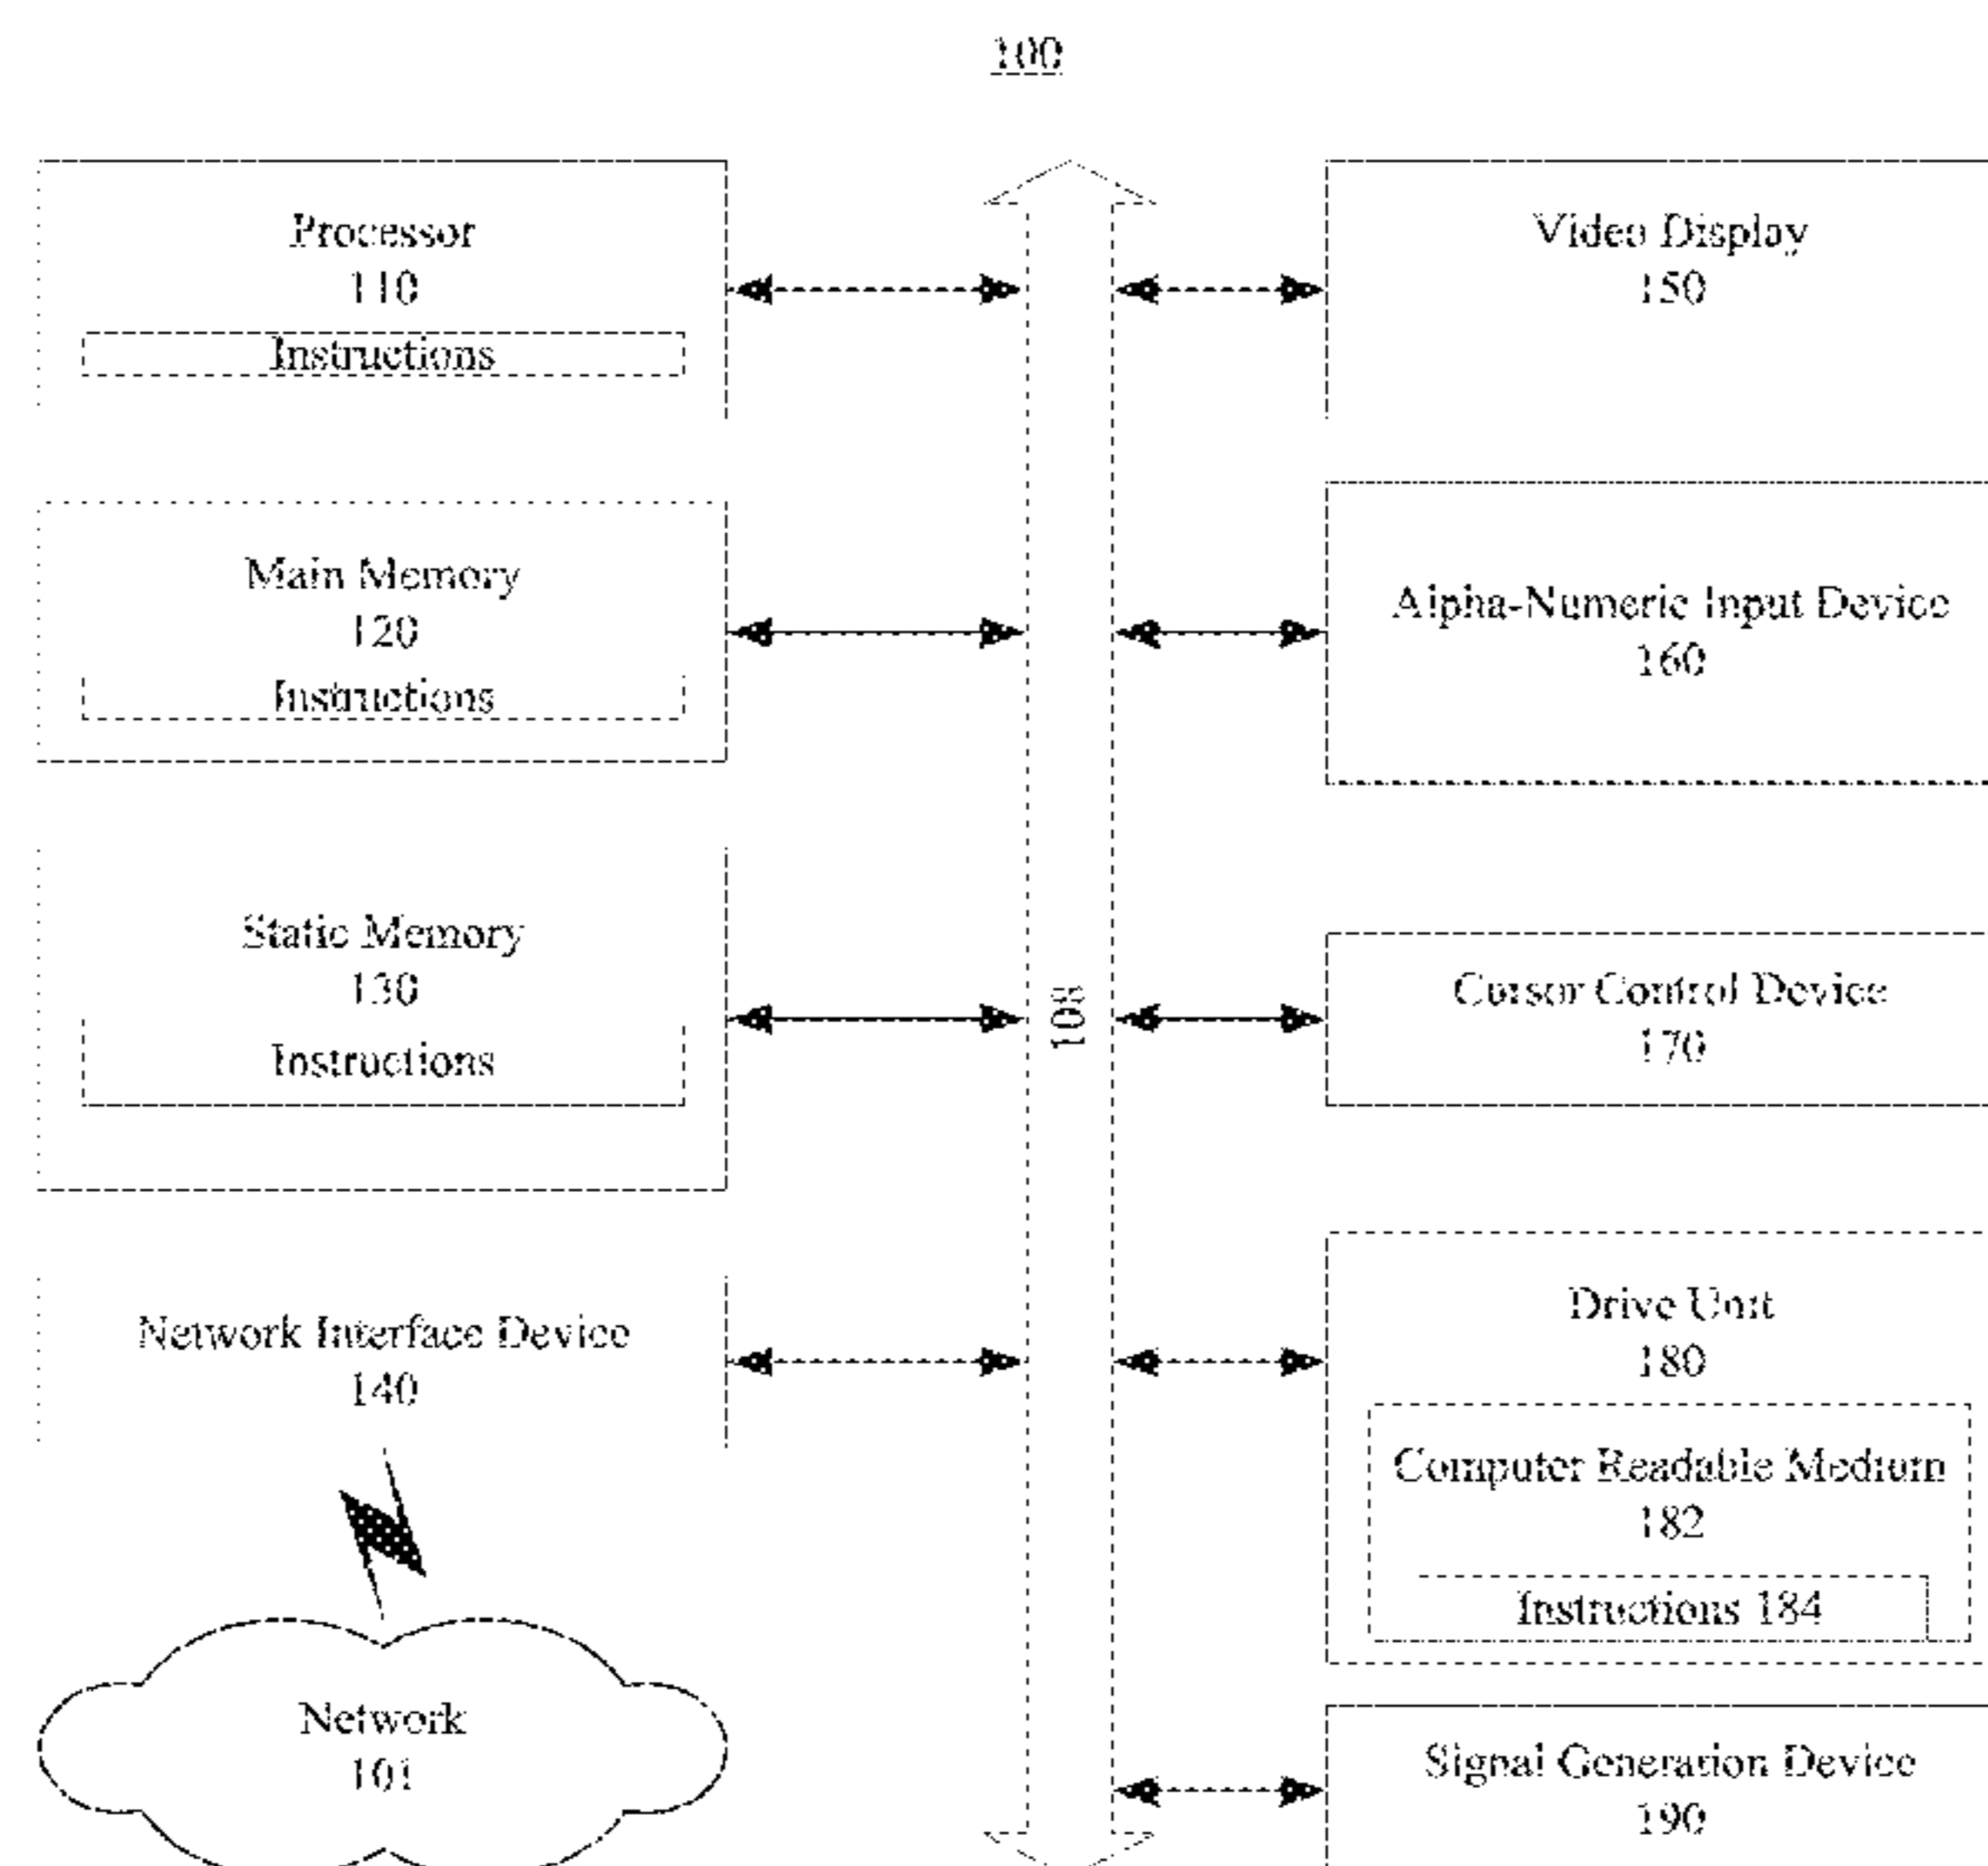 100
Processor
110
Instructions
Main Memory
120
Instructions
Static Memory
130
Instructions
Network Interface Device
140
Network
101
108
Video Display
150
Alpha-Numeric Input Device
160
Cursor Control Device
170
Drive Unit
180
Computer Readable Medium
182
Instructions 184
Signal Generation Device
190